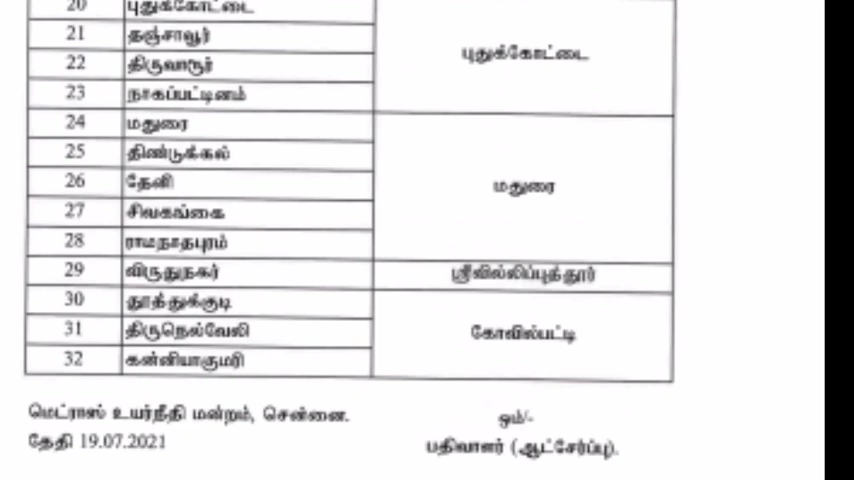 20 புதுக்கோட்டை
21 தஞ்சாவூர்
22 திருவாரூர்
23 நாகப்பட்டினம்
புதுக்கோட்டை
24 மதுரை
25 திண்டுக்கல்
26 தேனி
27 சிவகங்கை
28 ராமநாதபுரம்
மதுரை
29 விருதுநகர் ஸ்ரீவில்லிப்புத்தூர்
30 தூத்துக்குடி
31 திருநெல்வேலி
32 கன்னியாகுமரி
கோவில்பட்டி
மெட்ராஸ் உயர்நீதி மன்றம், சென்னை.
தேதி 19.07.2021
ஒம்/-
பதிவாளர் (ஆட்சேர்ப்பு).